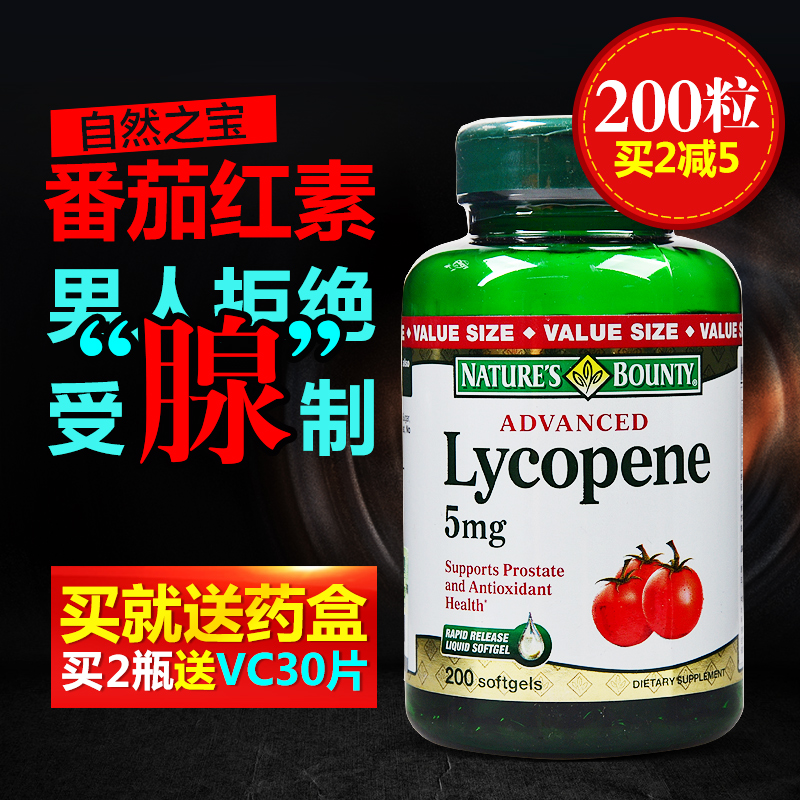 200粒
买2减5
自然之宝
番茄红素
男人拒绝
受“腺”制
VALUE SIZE ◆ VALUE SIZE ◆ VALUE
NATURE'S BOUNTY®
ADVANCED
Lycopene
5mg
Supports Prostate
and Antioxidant
Health*
RAPID RELEASE
LIQUID SOFTGEL
200 softgels
DIETARY SUPPLEMENT
买就送药盒
买2瓶送VC30片